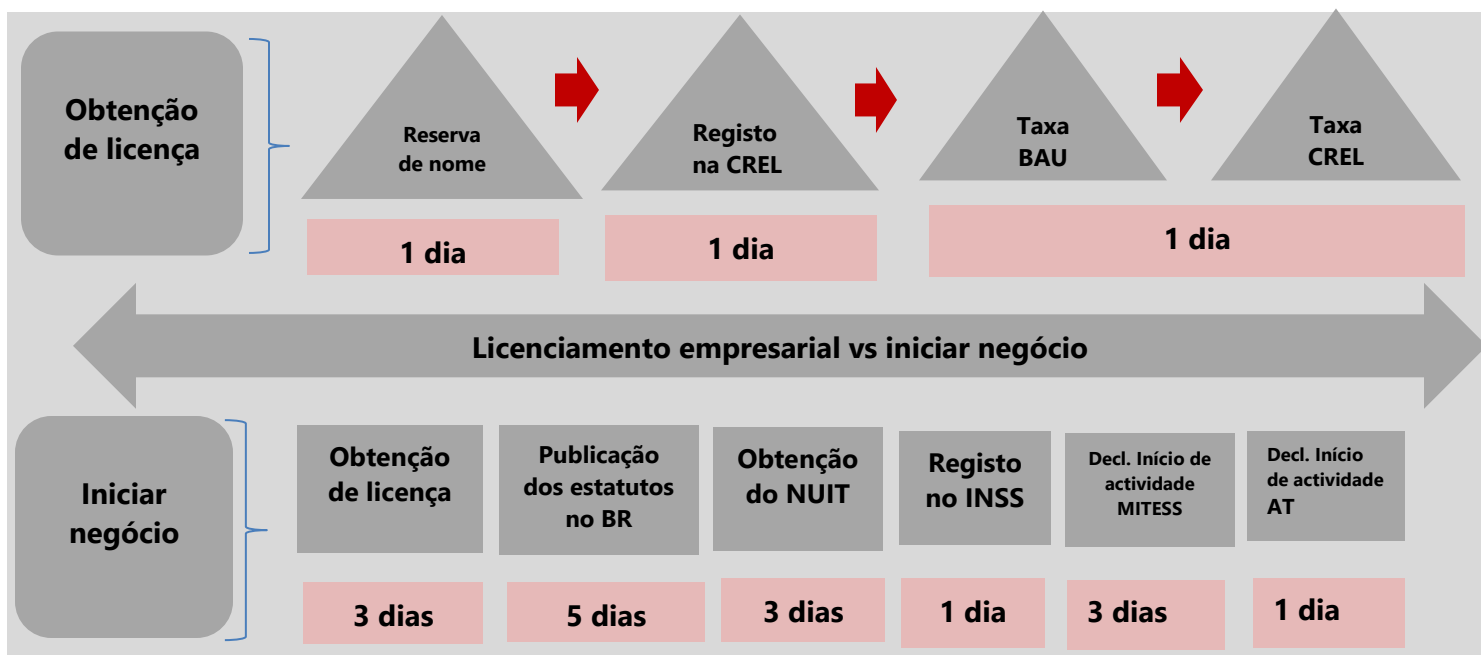 Obtenção
de licença
Reserva
de nome
Registo
na CREL
Taxa
BAU
Taxa
CREL
1 dia
1 dia
1 dia
Licenciamento empresarial vs iniciar negócio
Iniciar
negócio
Obtenção
de licença
Publicação
dos estatutos
no BR
Obtenção
do NUIT
Registo
no INSS
Decl. Início de
actividade
MITESS
Decl. Início
de actividade
AT
3 dias
5 dias
3 dias
1 dia
3 dias
1 dia